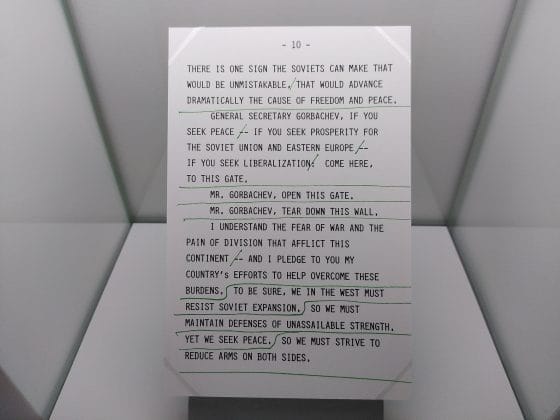 - 10 -
THERE IS ONE SIGN THE SOVIETS CAN MAKE THAT
WOULD BE UNMISTAKABLE, THAT WOULD ADVANCE
DRAMATICALLY THE CAUSE OF FREEDOM AND PEACE.
GENERAL SECRETARY GORBACHEV, IF YOU
SEEK PEACE -- IF YOU SEEK PROSPERITY FOR
THE SOVIET UNION AND EASTERN EUROPE --
IF YOU SEEK LIBERALIZATION: COME HERE,
TO THIS GATE.
MR. GORBACHEV, OPEN THIS GATE.
MR. GORBACHEV, TEAR DOWN THIS WALL.
I UNDERSTAND THE FEAR OF WAR AND THE
PAIN OF DIVISION THAT AFFLICT THIS
CONTINENT -- AND I PLEDGE TO YOU MY
COUNTRY's EFFORTS TO HELP OVERCOME THESE
BURDENS. TO BE SURE, WE IN THE WEST MUST
RESIST SOVIET EXPANSION. SO WE MUST
MAINTAIN DEFENSES OF UNASSAILABLE STRENGTH.
YET WE SEEK PEACE. SO WE MUST STRIVE TO
REDUCE ARMS ON BOTH SIDES.